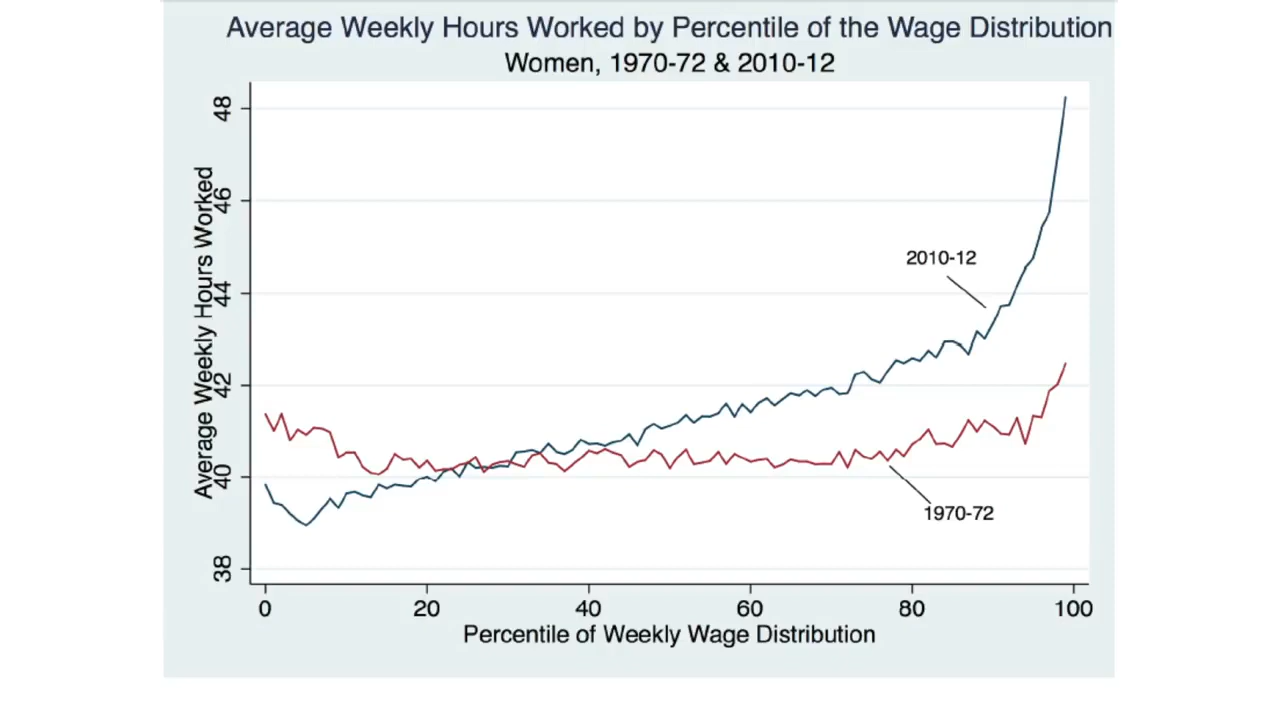 Average Weekly Hours Worked by Percentile of the Wage Distribution
Women, 1970-72 & 2010-12
Average Weekly Hours Worked
48
46
44
42
40
38
2010-12
1970-72
0 20 40 60 80 100
Percentile of Weekly Wage Distribution